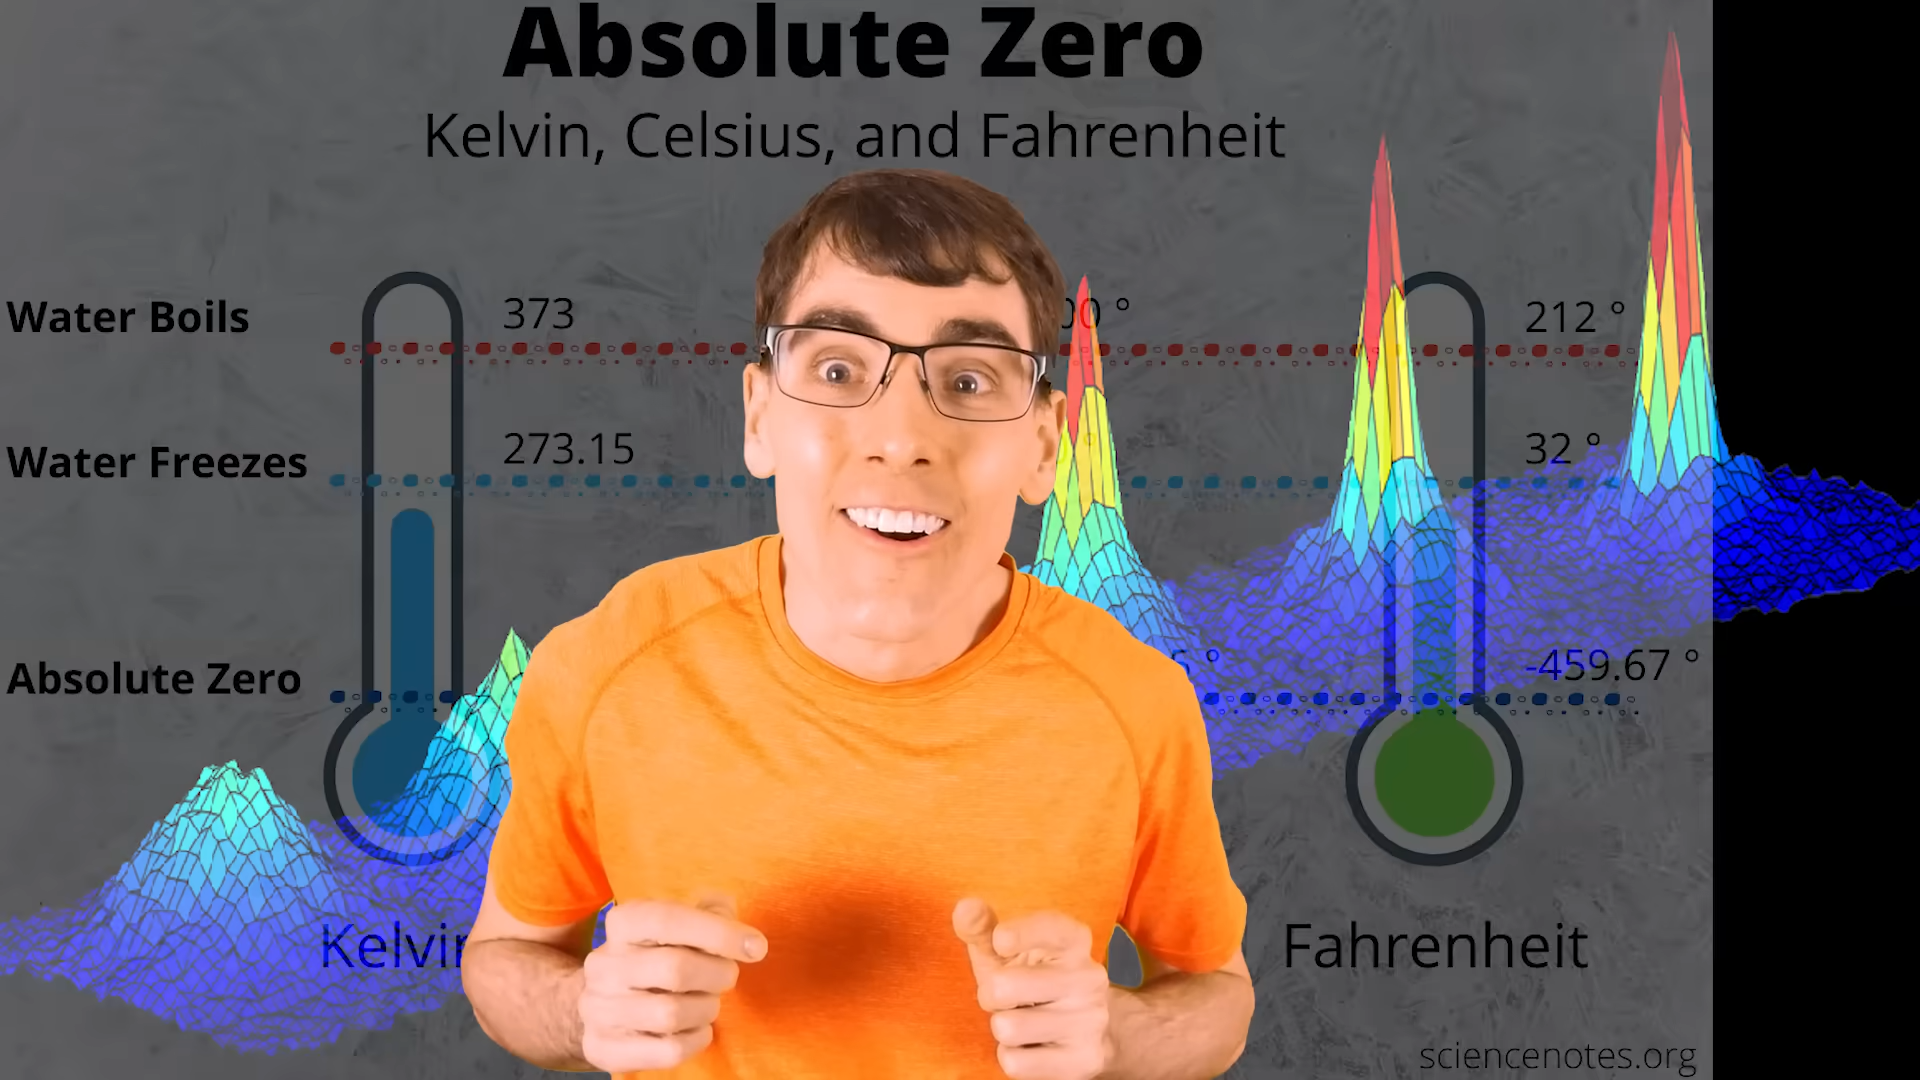 Absolute Zero
Kelvin, Celsius, and Fahrenheit
Water Boils 373 212 °
Water Freezes 273.15 32 °
Absolute Zero -459.67 °
Fahrenheit
sciencenotes.org